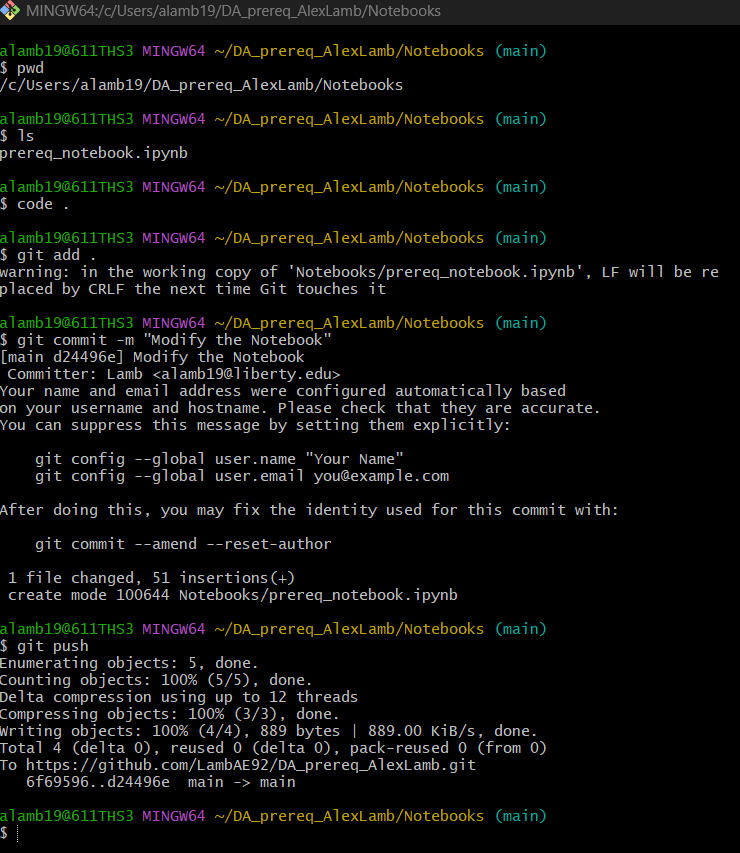 MINGW64:/c/Users/alamb19/DA_prereq_AlexLamb/Notebooks
alamb19@611THS3 MINGW64 ~/DA_prereq_AlexLamb/Notebooks (main)
$ pwd
/c/Users/alamb19/DA_prereq_AlexLamb/Notebooks
alamb19@611THS3 MINGW64 ~/DA_prereq_AlexLamb/Notebooks (main)
$ ls
prereq_notebook.ipynb
alamb19@611THS3 MINGW64 ~/DA_prereq_AlexLamb/Notebooks (main)
$ code .
alamb19@611THS3 MINGW64 ~/DA_prereq_AlexLamb/Notebooks (main)
$ git add .
warning: in the working copy of 'Notebooks/prereq_notebook.ipynb', LF will be re
placed by CRLF the next time Git touches it
alamb19@611THS3 MINGW64 ~/DA_prereq_AlexLamb/Notebooks (main)
$ git commit -m "Modify the Notebook"
[main d24496e] Modify the Notebook
 Committer: Lamb <alamb19@liberty.edu>
Your name and email address were configured automatically based
on your username and hostname. Please check that they are accurate.
You can suppress this message by setting them explicitly:
    git config --global user.name "Your Name"
    git config --global user.email you@example.com
After doing this, you may fix the identity used for this commit with:
    git commit --amend --reset-author
 1 file changed, 51 insertions(+)
 create mode 100644 Notebooks/prereq_notebook.ipynb
alamb19@611THS3 MINGW64 ~/DA_prereq_AlexLamb/Notebooks (main)
$ git push
Enumerating objects: 5, done.
Counting objects: 100% (5/5), done.
Delta compression using up to 12 threads
Compressing objects: 100% (3/3), done.
Writing objects: 100% (4/4), 889 bytes | 889.00 KiB/s, done.
Total 4 (delta 0), reused 0 (delta 0), pack-reused 0 (from 0)
To https://github.com/LambAE92/DA_prereq_AlexLamb.git
   6f69596..d24496e  main -> main
alamb19@611THS3 MINGW64 ~/DA_prereq_AlexLamb/Notebooks (main)
$